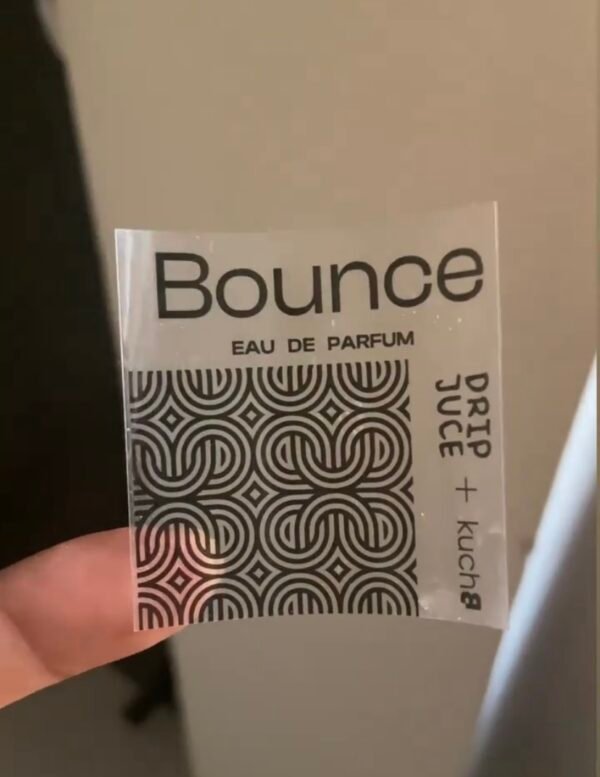 Bounce
EAU DE PARFUM
DRIP
JUCE
+ kuch8